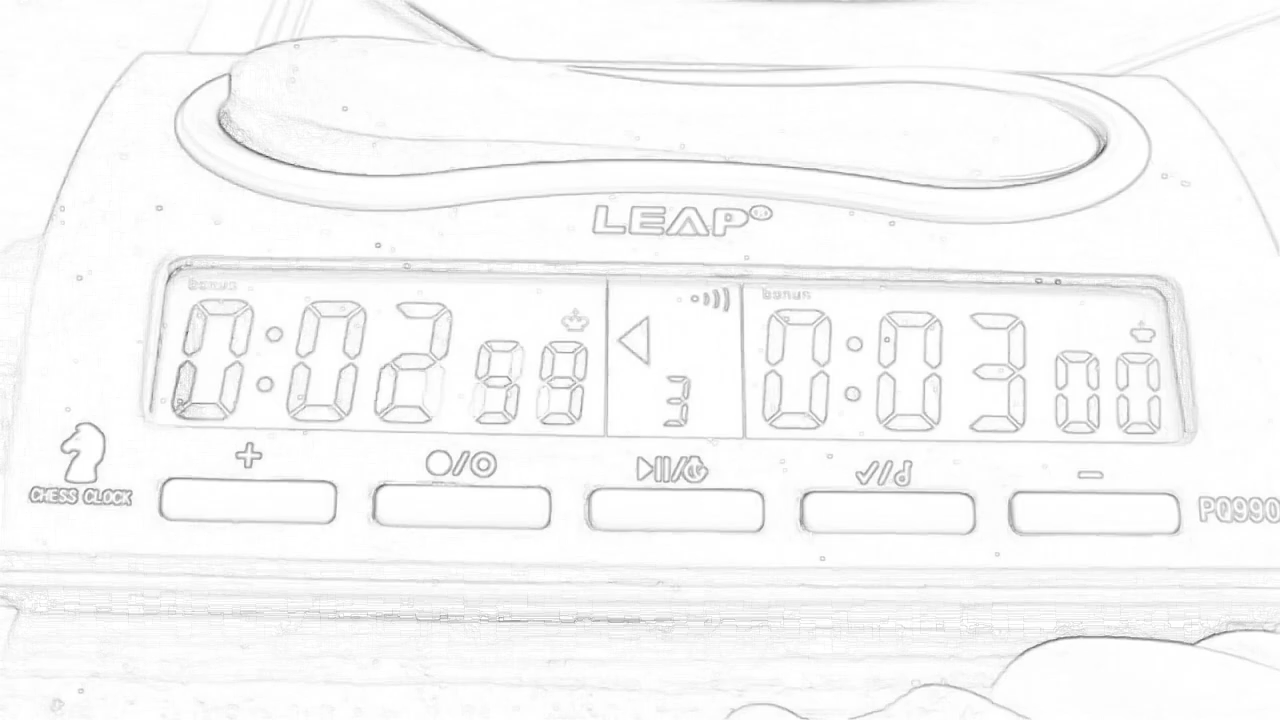 LEAP
bonus
0:02 58
3
bonus
0:03 00
CHESS CLOCK
+
○/◎
✓/d
−
PQ990